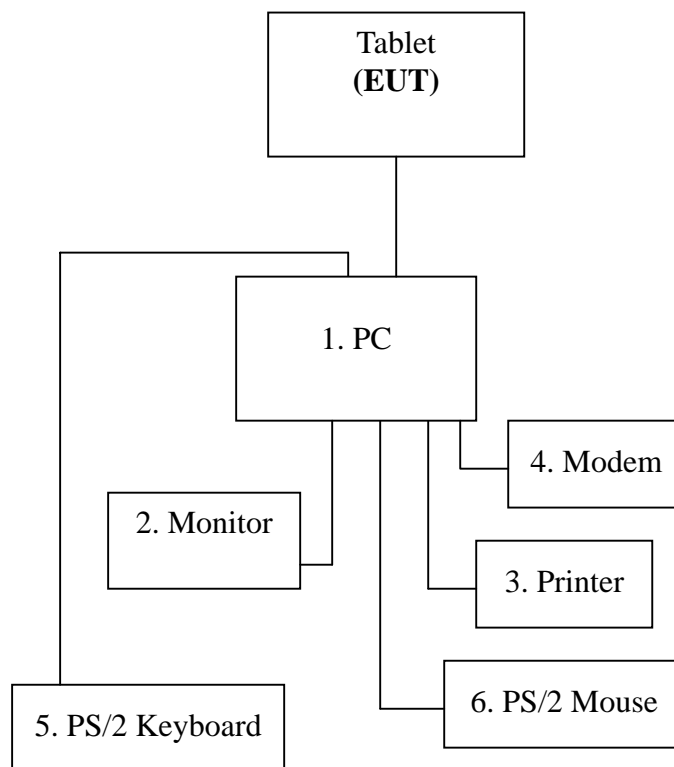 Tablet
(EUT)
1. PC
4. Modem
2. Monitor
3. Printer
6. PS/2 Mouse
5. PS/2 Keyboard